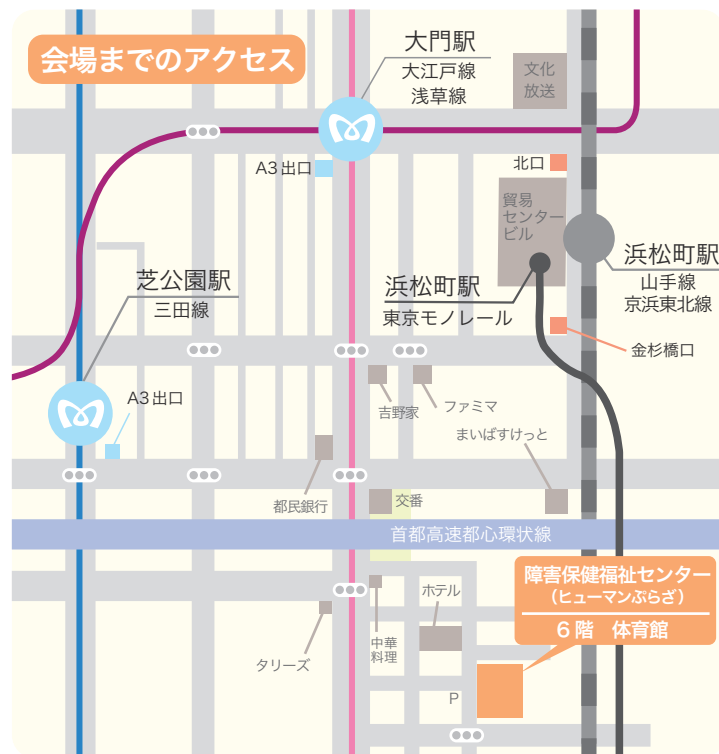 会場までのアクセス
大門駅
大江戸線
浅草線
文化
放送
A3出口
北口
貿易
センター
ビル
浜松町駅
山手線
京浜東北線
芝公園駅
三田線
浜松町駅
東京モノレール
金杉橋口
A3出口
吉野家
ファミマ
まいばすけっと
都民銀行
交番
首都高速都心環状線
障害保健福祉センター
(ヒューマンぷらざ)
6階 体育館
ホテル
中華
料理
タリーズ
P